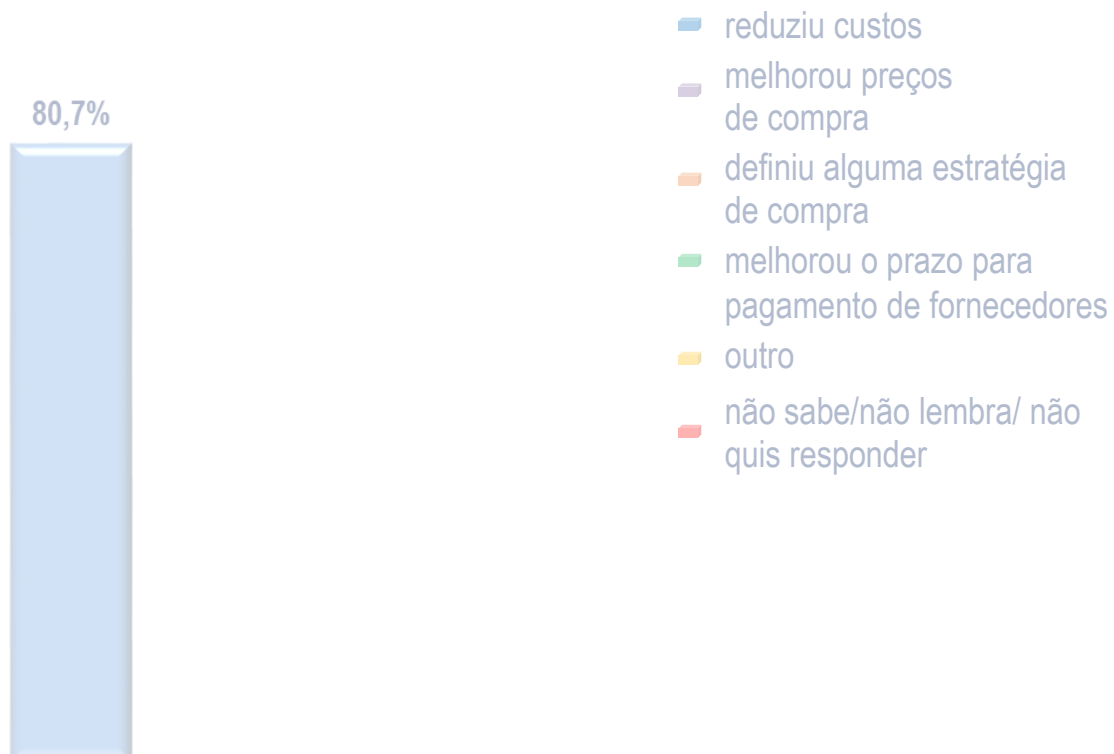 reduziu custos
melhorou preços
de compra
80,7%
definiu alguma estratégia
de compra
melhorou o prazo para
pagamento de fornecedores
outro
não sabe/não lembra/ não
quis responder